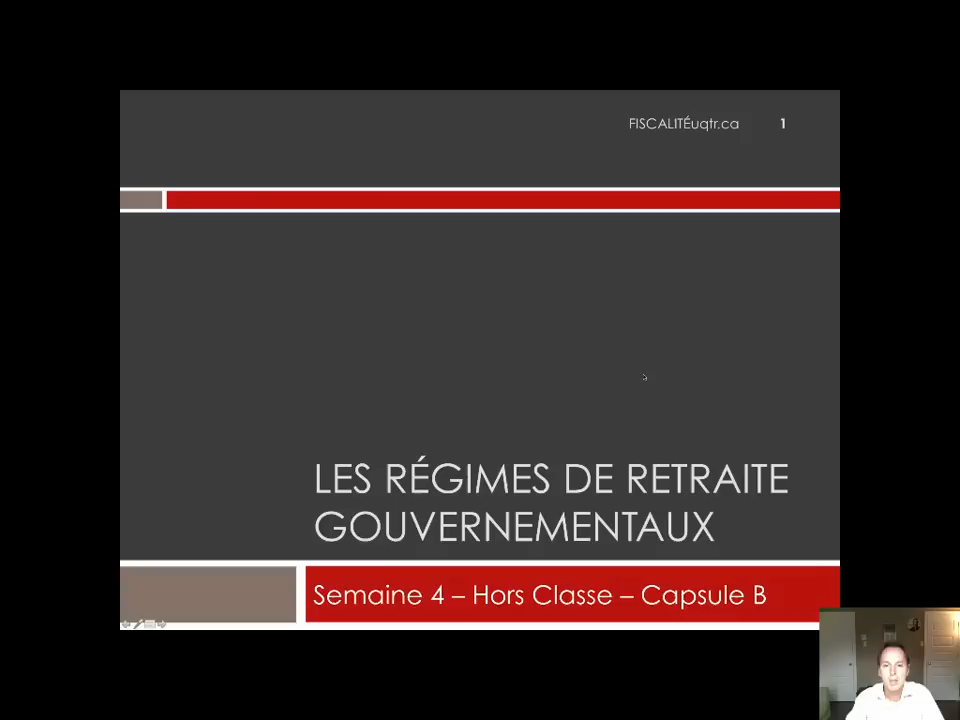 FISCALITÉuqtr.ca 1
LES RÉGIMES DE RETRAITE
GOUVERNEMENTAUX
Semaine 4 – Hors Classe – Capsule B